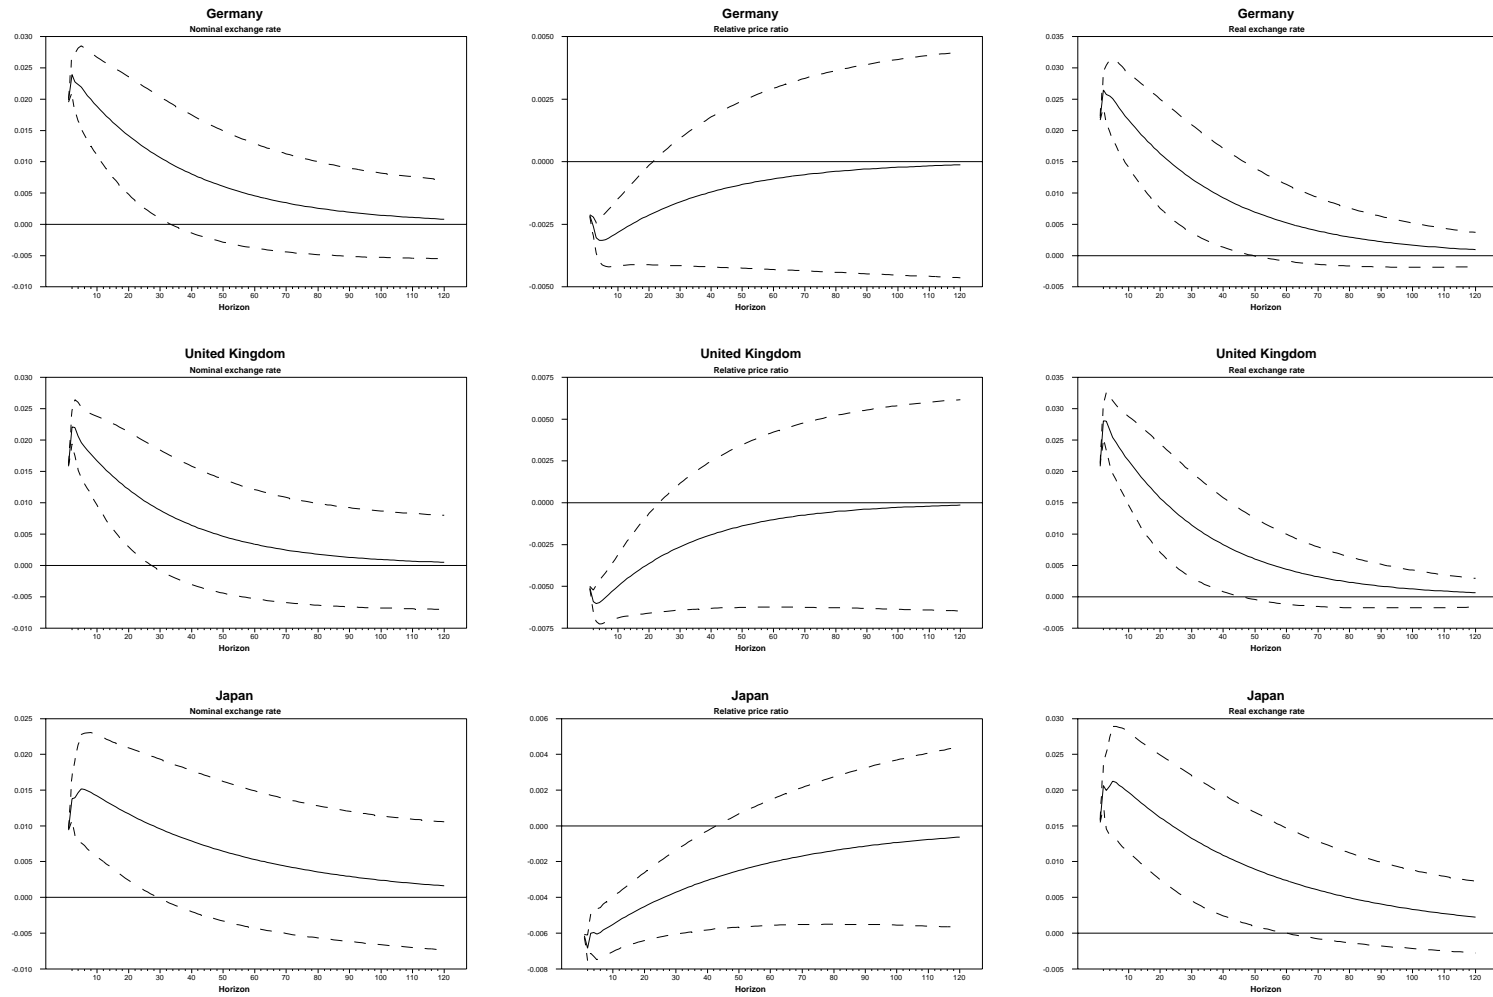 Germany
Nominal exchange rate
0.030
0.025
0.020
0.015
0.010
0.005
0.000
-0.005
-0.010
10 20 30 40 50 60 70 80 90 100 110 120
Horizon
Germany
Relative price ratio
0.0050
0.0025
0.0000
-0.0025
-0.0050
10 20 30 40 50 60 70 80 90 100 110 120
Horizon
Germany
Real exchange rate
0.035
0.030
0.025
0.020
0.015
0.010
0.005
0.000
-0.005
10 20 30 40 50 60 70 80 90 100 110 120
Horizon
United Kingdom
Nominal exchange rate
0.030
0.025
0.020
0.015
0.010
0.005
0.000
-0.005
-0.010
10 20 30 40 50 60 70 80 90 100 110 120
Horizon
United Kingdom
Relative price ratio
0.0075
0.0050
0.0025
0.0000
-0.0025
-0.0050
-0.0075
10 20 30 40 50 60 70 80 90 100 110 120
Horizon
United Kingdom
Real exchange rate
0.035
0.030
0.025
0.020
0.015
0.010
0.005
0.000
-0.005
10 20 30 40 50 60 70 80 90 100 110 120
Horizon
Japan
Nominal exchange rate
0.025
0.020
0.015
0.010
0.005
0.000
-0.005
-0.010
10 20 30 40 50 60 70 80 90 100 110 120
Horizon
Japan
Relative price ratio
0.006
0.004
0.002
0.000
-0.002
-0.004
-0.006
-0.008
10 20 30 40 50 60 70 80 90 100 110 120
Horizon
Japan
Real exchange rate
0.030
0.025
0.020
0.015
0.010
0.005
0.000
-0.005
10 20 30 40 50 60 70 80 90 100 110 120
Horizon